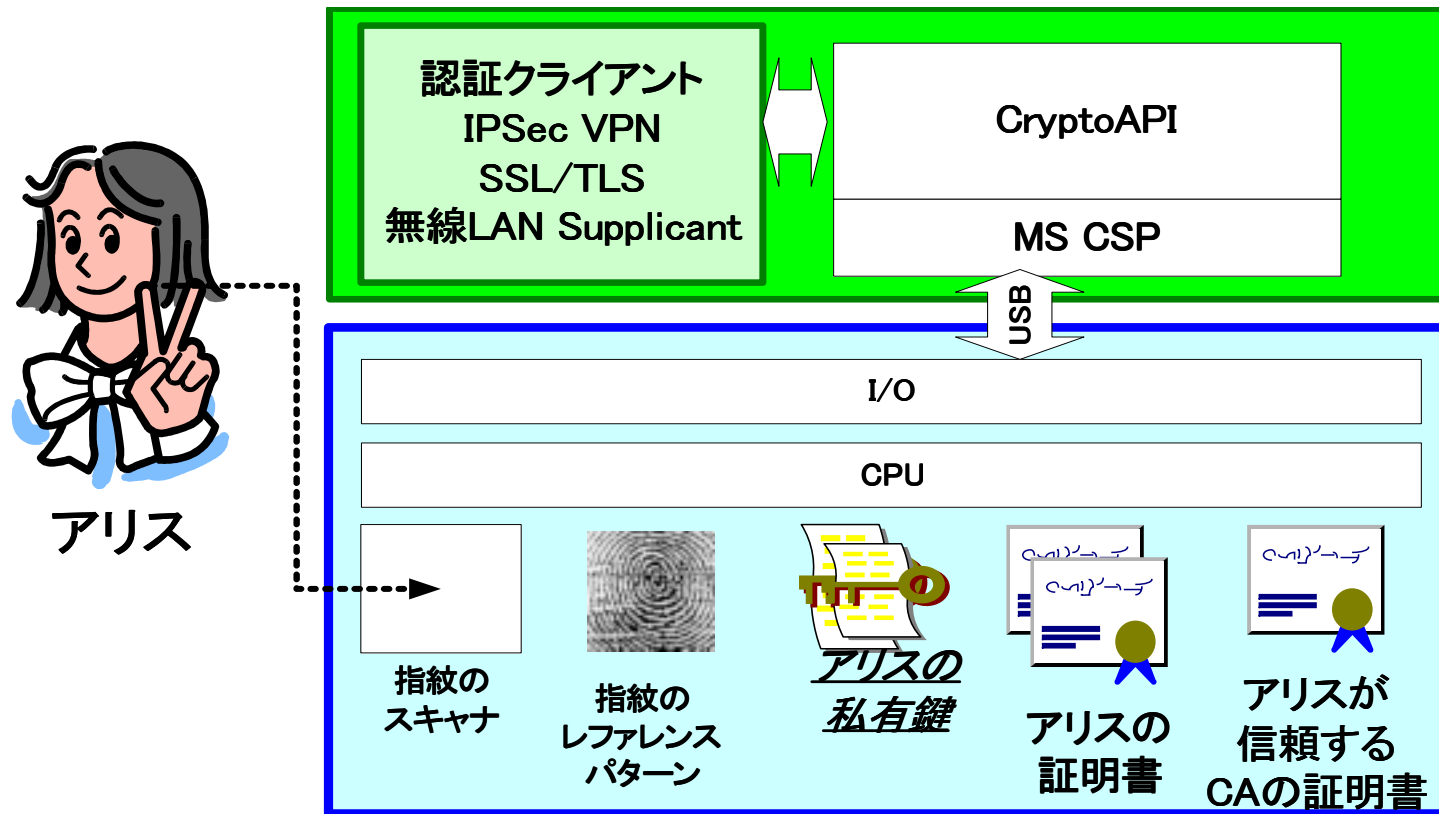 認証クライアント
IPSec VPN
SSL/TLS
無線LAN Supplicant
CryptoAPI
MS CSP
USB
I/O
CPU
アリス
指紋の
スキャナ
指紋の
レファレンス
パターン
アリスの
私有鍵
アリスの
証明書
アリスが
信頼する
CAの証明書